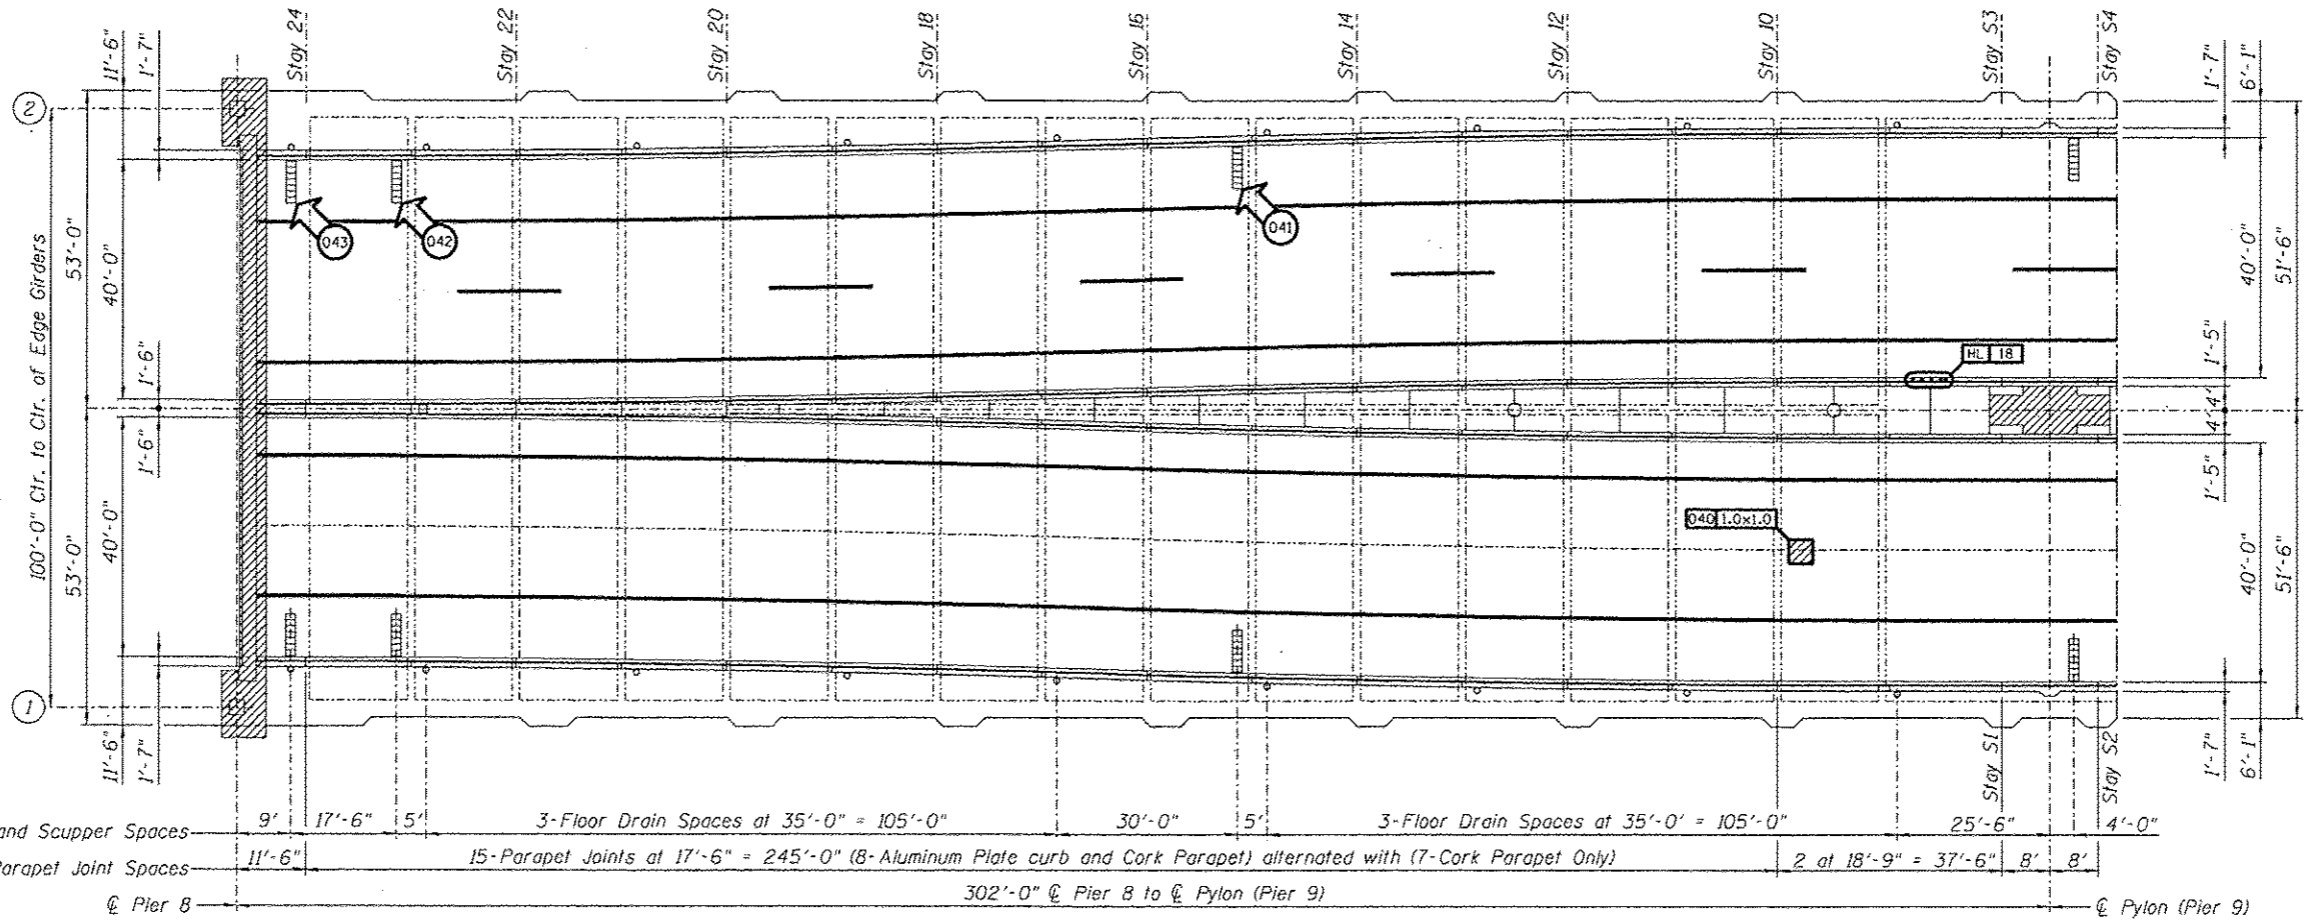 Stay 24
Stay 22
Stay 20
Stay 18
Stay 16
Stay 14
Stay 12
Stay 10
Stay S3
Stay S4
11'-6"
1'-7"
1'-7"
6'-1"
2
100'-0" Ctr. to Ctr. of Edge Girders
53'-0"
40'-0"
043
042
041
40'-0"
51'-6"
1'-6"
1'-6"
HL 18
1'-5"
4'
4'
1'-5"
53'-0"
40'-0"
040 1.0x1.0
40'-0"
51'-6"
1
11'-6"
1'-7"
Stay S1
Stay S2
1'-7"
6'-1"
and Scupper Spaces
9'
17'-6"
5'
3-Floor Drain Spaces at 35'-0" = 105'-0"
30'-0"
5'
3-Floor Drain Spaces at 35'-0' = 105'-0"
25'-6"
4'-0"
Parapet Joint Spaces
11'-6"
15-Parapet Joints at 17'-6" = 245'-0" (8-Aluminum Plate curb and Cork Parapet) alternated with (7-Cork Parapet Only)
2 at 18'-9" = 37'-6"
8'
8'
℄ Pier 8
302'-0" ℄ Pier 8 to ℄ Pylon (Pier 9)
℄ Pylon (Pier 9)